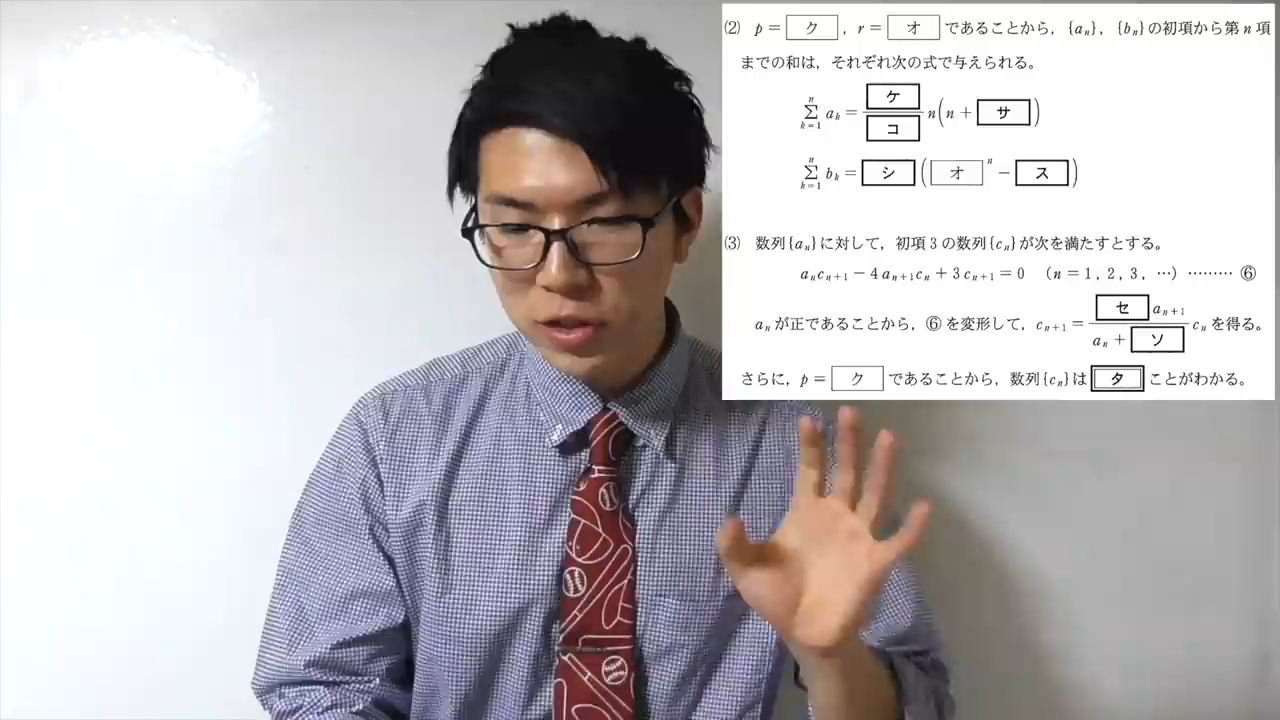 (2) p = ク , r = オ であることから, {aₙ}, {bₙ}の初項から第 n 項
までの和は, それぞれ次の式で与えられる。
∑_{k=1}^{n} aₖ = ケ/コ n(n + サ)
∑_{k=1}^{n} bₖ = シ (オ^n − ス)
(3) 数列{aₙ}に対して, 初項 3 の数列{cₙ}が次を満たすとする。
aₙcₙ₊₁ − 4aₙ₊₁cₙ + 3cₙ₊₁ = 0 (n = 1, 2, 3, …) ……… ⑥
aₙ が正であることから, ⑥ を変形して, cₙ₊₁ = セ aₙ₊₁/aₙ + ソ cₙ を得る。
さらに, p = ク であることから, 数列{cₙ}は タ ことがわかる。